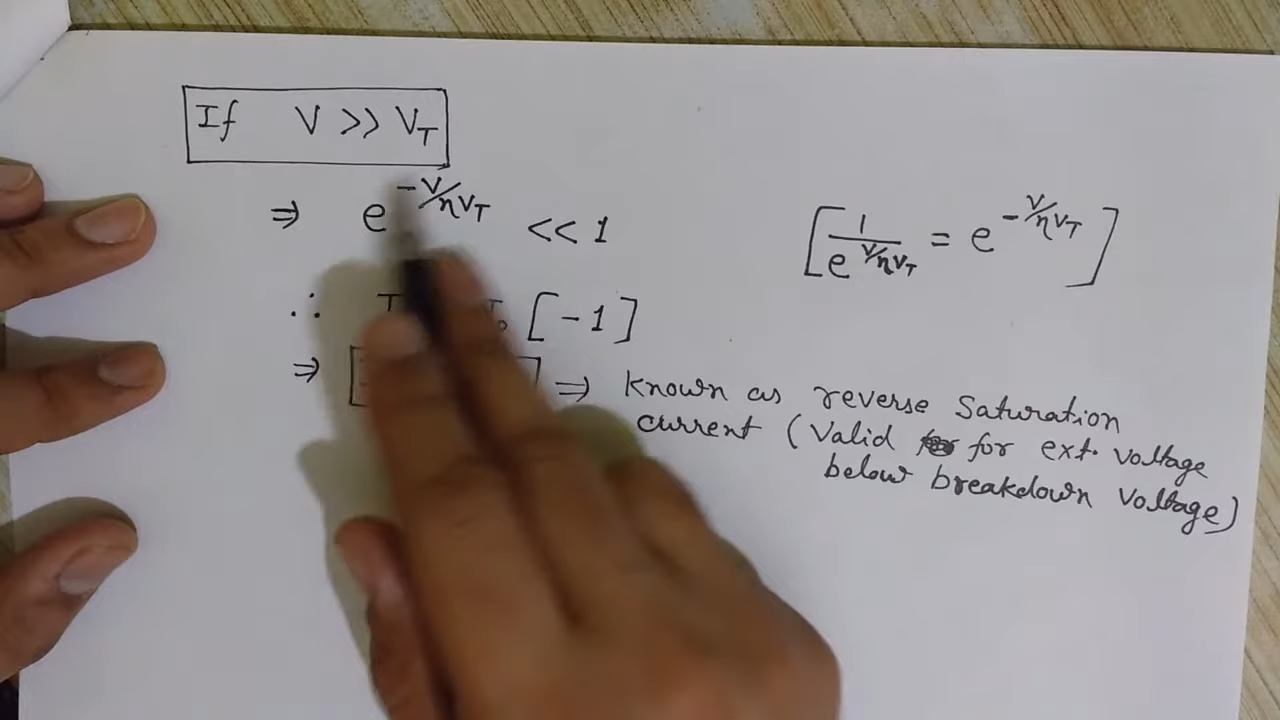 If V >> V_T
⇒ e^{-V/ηV_T} << 1 [1/e^{V/ηV_T} = e^{-V/ηV_T}]
∴ [-1]
⇒ ⇒ Known as reverse saturation
current (Valid for ext. voltage
below breakdown voltage)